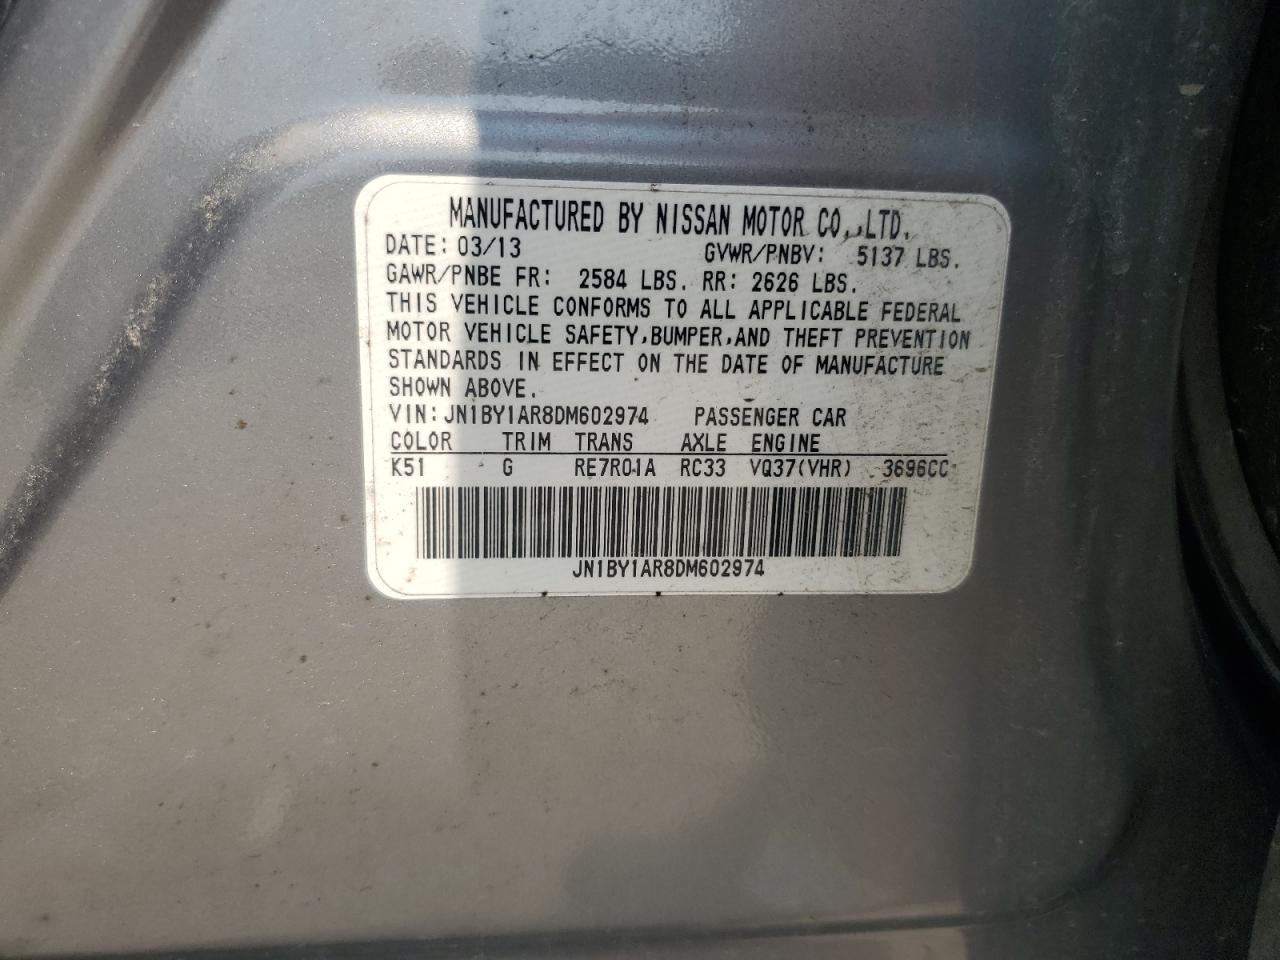 MANUFACTURED BY NISSAN MOTOR CO.,LTD.
DATE: 03/13 GVWR/PNBV: 5137 LBS.
GAWR/PNBE FR: 2584 LBS. RR: 2626 LBS.
THIS VEHICLE CONFORMS TO ALL APPLICABLE FEDERAL
MOTOR VEHICLE SAFETY,BUMPER,AND THEFT PREVENTION
STANDARDS IN EFFECT ON THE DATE OF MANUFACTURE
SHOWN ABOVE.
VIN:JN1BY1AR8DM602974 PASSENGER CAR
COLOR TRIM TRANS AXLE ENGINE
K51 G RE7R01A RC33 VQ37(VHR) 3696CC
JN1BY1AR8DM602974